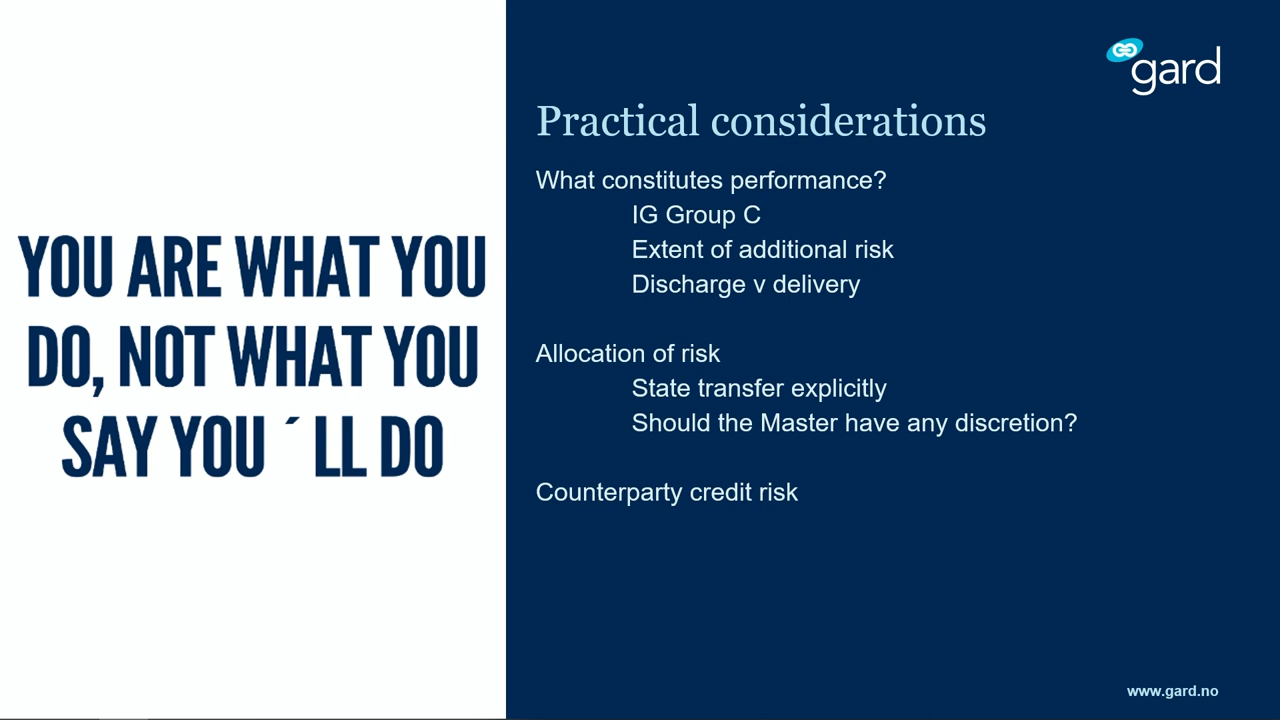 gard
YOU ARE WHAT YOU
DO, NOT WHAT YOU
SAY YOU ´ LL DO
Practical considerations
What constitutes performance?
IG Group C
Extent of additional risk
Discharge v delivery
Allocation of risk
State transfer explicitly
Should the Master have any discretion?
Counterparty credit risk
www.gard.no